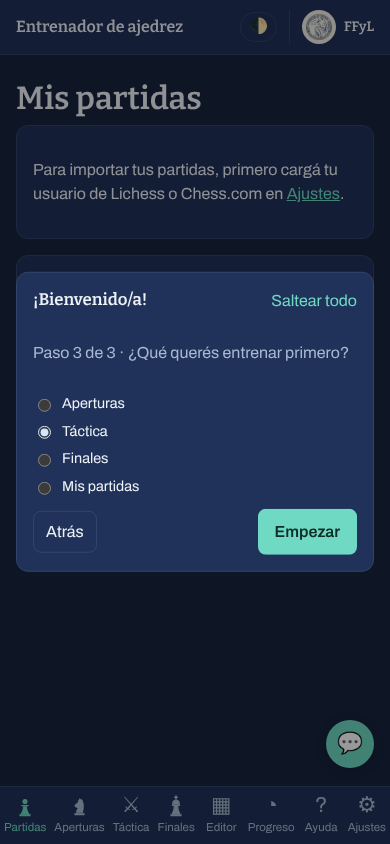 Entrenador de ajedrez
FFyL
Mis partidas
Para importar tus partidas, primero cargá tu
usuario de Lichess o Chess.com en Ajustes.
¡Bienvenido/a!
Saltear todo
Paso 3 de 3 · ¿Qué querés entrenar primero?
Aperturas
Táctica
Finales
Mis partidas
Atrás
Empezar
Partidas
Aperturas
Táctica
Finales
Editor
Progreso
?
Ayuda
Ajustes